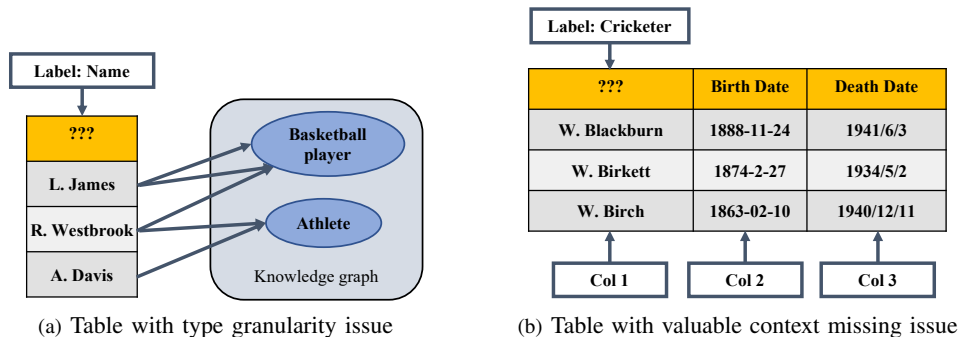 Label: Name
???
L. James
R. Westbrook
A. Davis
Basketball
player
Athlete
Knowledge graph
(a) Table with type granularity issue
Label: Cricketer
??? Birth Date Death Date
W. Blackburn 1888-11-24 1941/6/3
W. Birkett 1874-2-27 1934/5/2
W. Birch 1863-02-10 1940/12/11
Col 1 Col 2 Col 3
(b) Table with valuable context missing issue